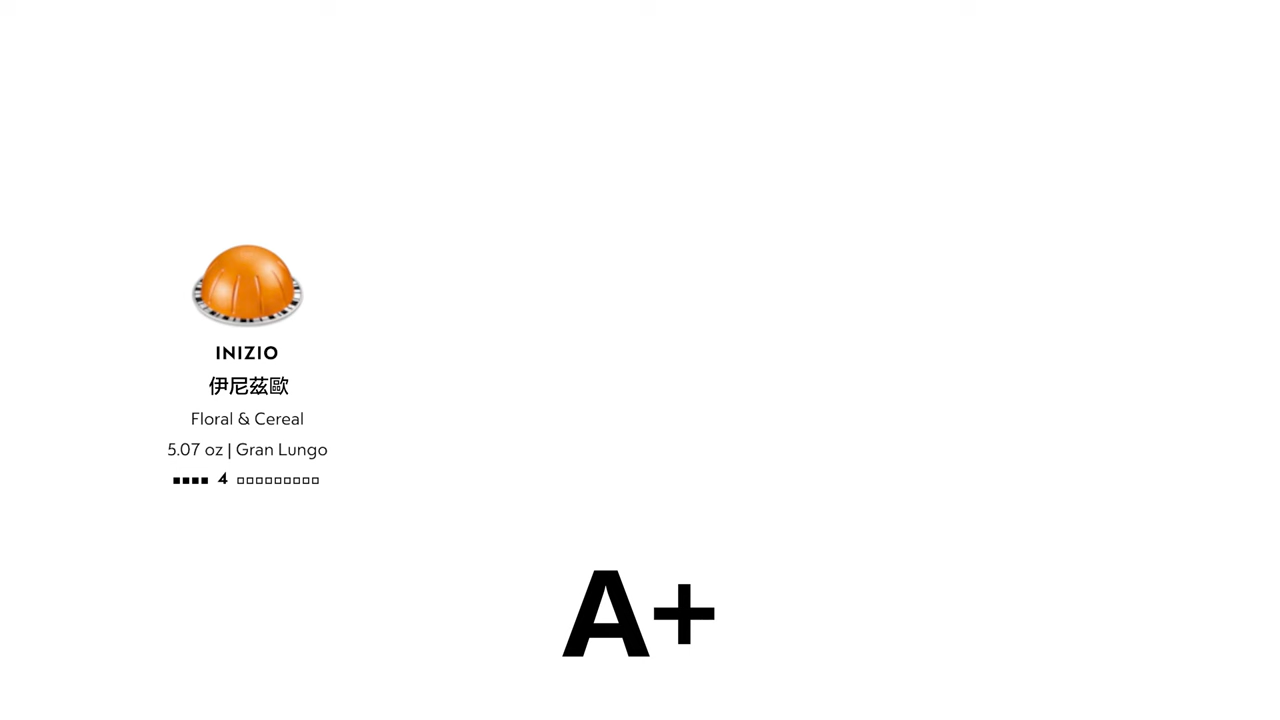 INIZIO
伊尼茲歐
Floral & Cereal
5.07 oz | Gran Lungo
4
A+